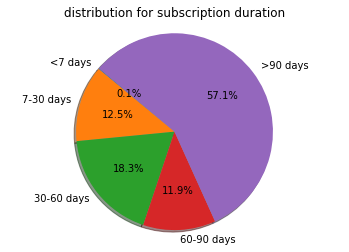 distribution for subscription duration
<7 days
>90 days
0.1%
57.1%
7-30 days
12.5%
18.3%
11.9%
30-60 days
60-90 days